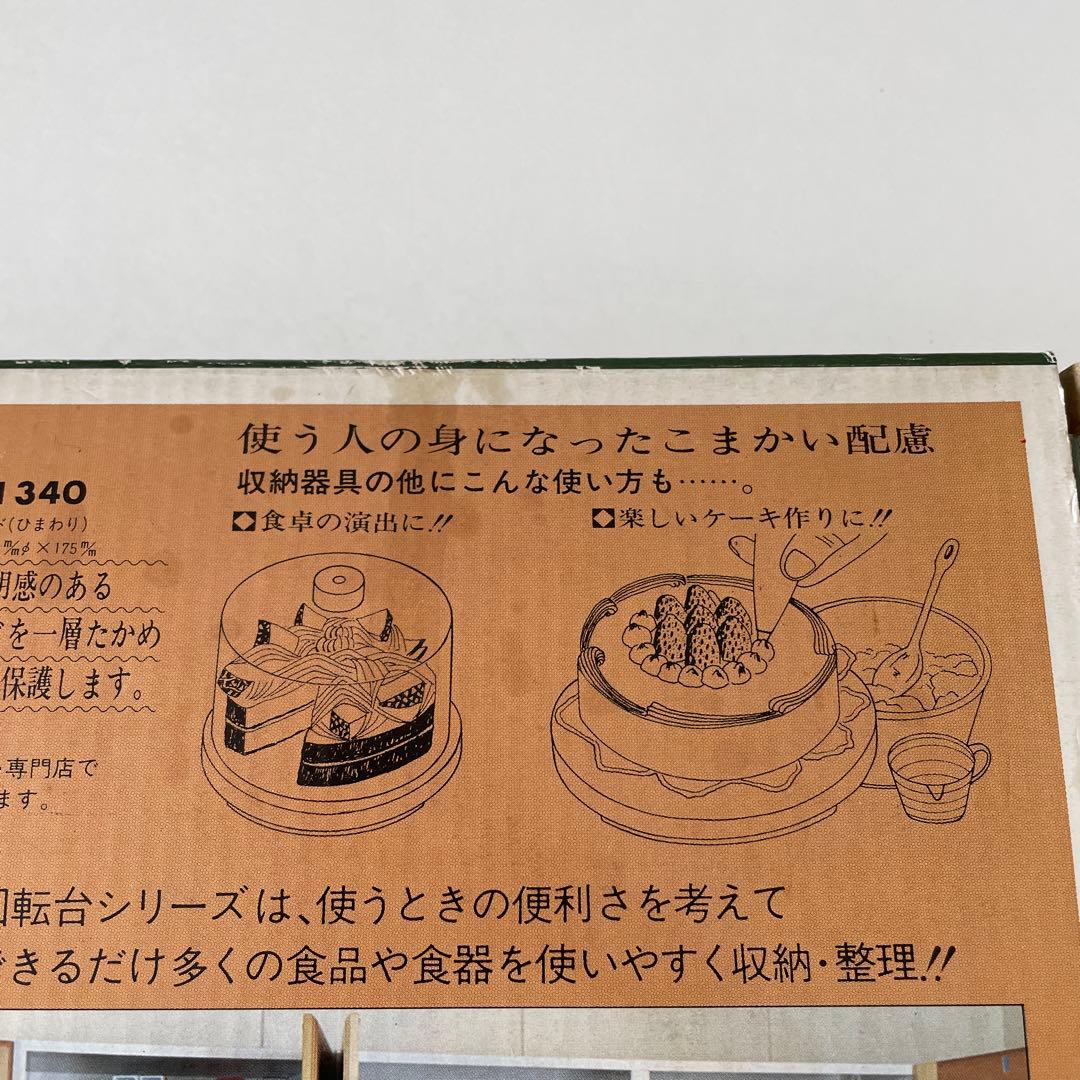 使う人の身になったこまかい配慮
収納器具の他にこんな使い方も……。
◆食卓の演出に!!
◆楽しいケーキ作りに!!
340
(ひまわり)
m/mφ×175m/m
感のある
を一層たかめ
保護します。
専門店で
ます。
転台シリーズは、使うときの便利さを考えて
できるだけ多くの食品や食器を使いやすく収納・整理!!